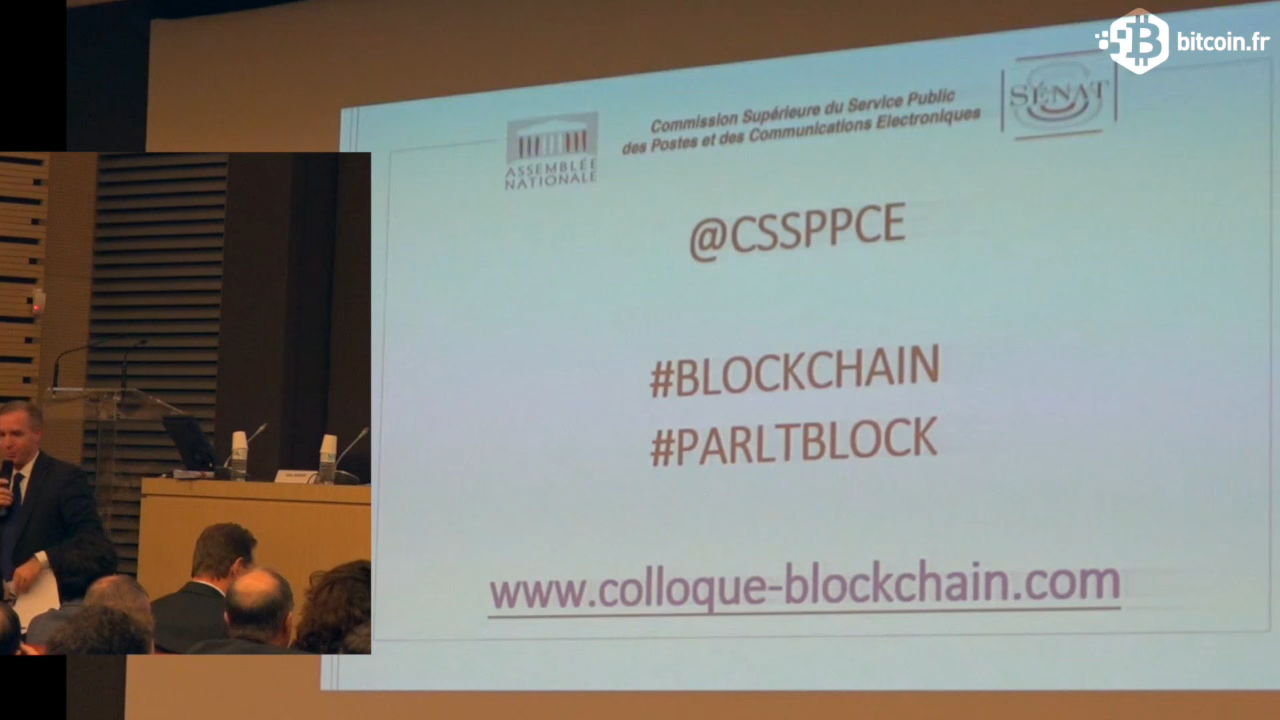 bitcoin.fr
ASSEMBLÉE
NATIONALE
Commission Supérieure du Service Public
des Postes et des Communications Electroniques
SÉNAT
@CSSPPCE
#BLOCKCHAIN
#PARLTBLOCK
www.colloque-blockchain.com